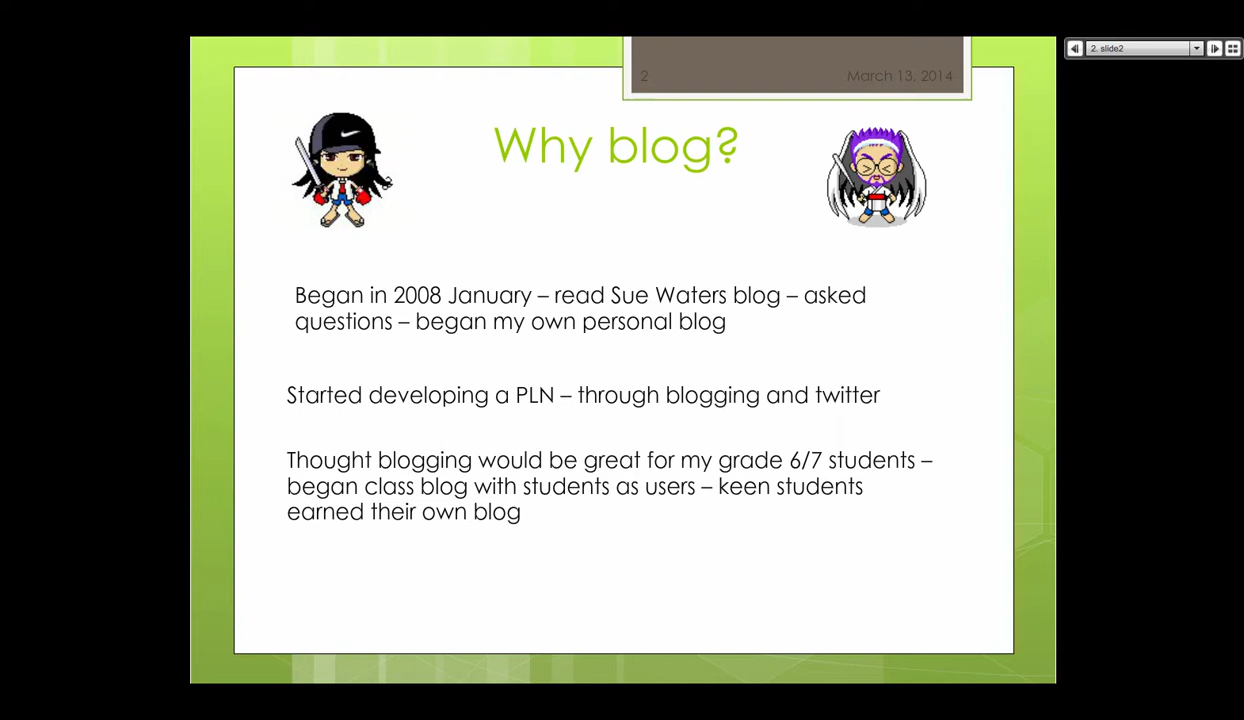 2. slide2
2
March 13, 2014
Why blog?
Began in 2008 January – read Sue Waters blog – asked
questions – began my own personal blog
Started developing a PLN – through blogging and twitter
Thought blogging would be great for my grade 6/7 students –
began class blog with students as users – keen students
earned their own blog